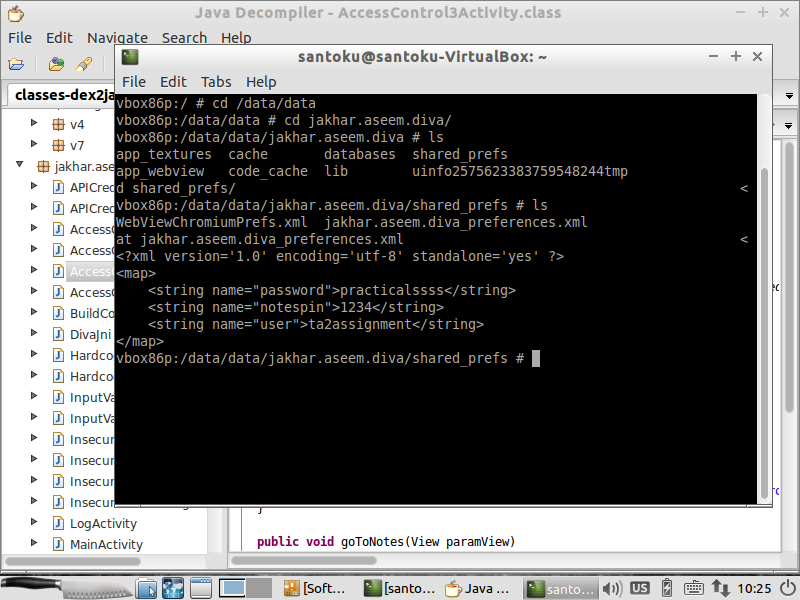 Java Decompiler - AccessControl3Activity.class
File Edit Navigate Search Help
santoku@santoku-VirtualBox: ~
File Edit Tabs Help
classes-dex2ja
v4
v7
jakhar.ase
APICred
APICred
AccessC
AccessC
Access
AccessC
BuildCo
DivaJni
Hardco
Hardco
InputVa
InputVa
Insecur
Insecur
Insecur
Insecur
LogActivity
MainActivity
vbox86p:/ # cd /data/data
vbox86p:/data/data # cd jakhar.aseem.diva/
vbox86p:/data/data/jakhar.aseem.diva # ls
app_textures cache databases shared_prefs
app_webview code_cache lib uinfo2575623383759548244tmp
d shared_prefs/ <
vbox86p:/data/data/jakhar.aseem.diva/shared_prefs # ls
WebViewChromiumPrefs.xml jakhar.aseem.diva_preferences.xml
at jakhar.aseem.diva_preferences.xml <
<?xml version='1.0' encoding='utf-8' standalone='yes' ?>
<map>
<string name="password">practicalssss</string>
<string name="notespin">1234</string>
<string name="user">ta2assignment</string>
</map>
vbox86p:/data/data/jakhar.aseem.diva/shared_prefs #
}
public void goToNotes(View paramView)
[Soft... [santo... Java ... santo... US 10:25